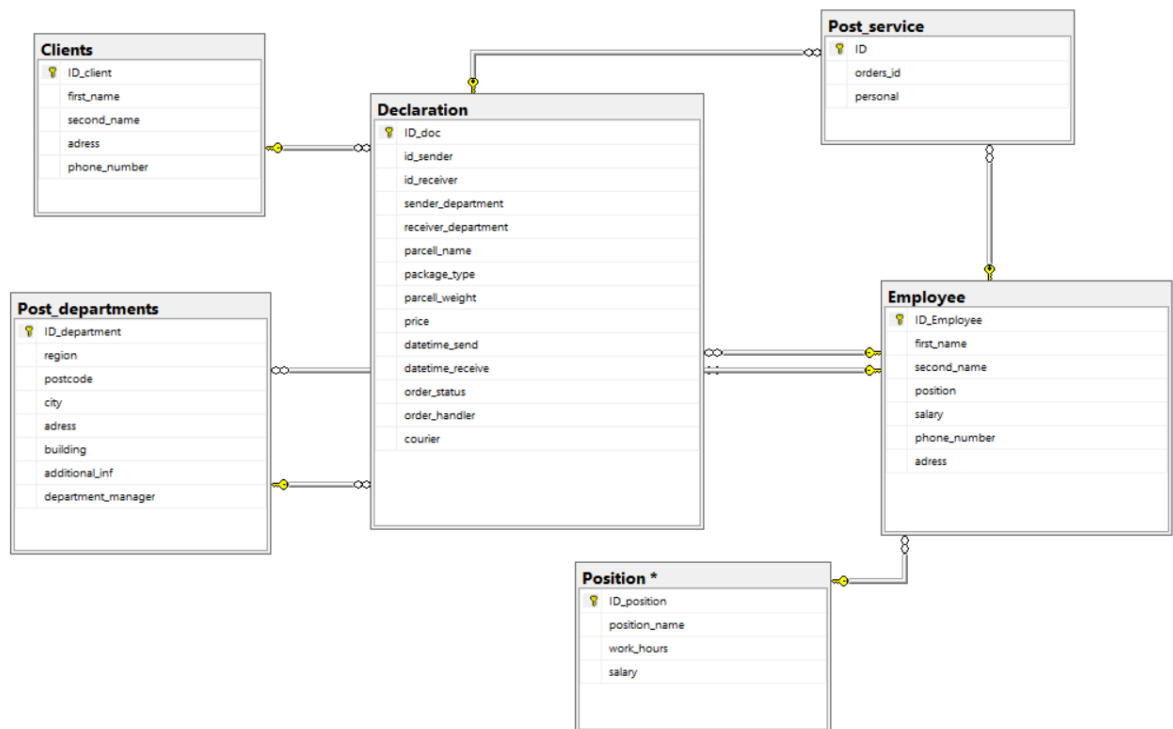 Clients
ID_client
first_name
second_name
adress
phone_number
Declaration
ID_doc
id_sender
id_receiver
sender_department
receiver_department
parcell_name
package_type
parcell_weight
price
datetime_send
datetime_receive
order_status
order_handler
courier
Post_service
ID
orders_id
personal
Post_departments
ID_department
region
postcode
city
adress
building
additional_inf
department_manager
Employee
ID_Employee
first_name
second_name
position
salary
phone_number
adress
Position *
ID_position
position_name
work_hours
salary